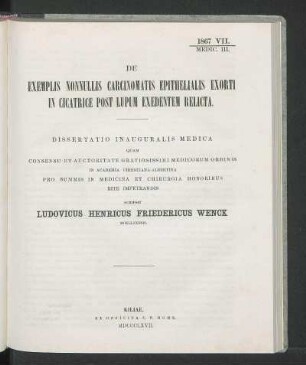 1867 VII.
MEDIC. III.
DE
EXEMPLIS NONNULLIS CARCINOMATIS EPITHELIALIS EXORTI
IN CICATRICE POST LUPUM EXEDENTEM RELICTA.
DISSERTATIO INAUGURALIS MEDICA
QUAM
CONSENSU ET AUCTORITATE GRATIOSISSIMI MEDICORUM ORDINIS
IN ACADEMIA CHRISTIANA ALBERTINA
PRO SUMMIS IN MEDICINA ET CHIRURGIA HONORIBUS
RITE IMPETRANDIS
SCRIPSIT
LUDOVICUS HENRICUS FRIEDERICUS WENCK
KILIAE.
EX OFFICINA C. F. MOHR.
MDCCCLXVII.